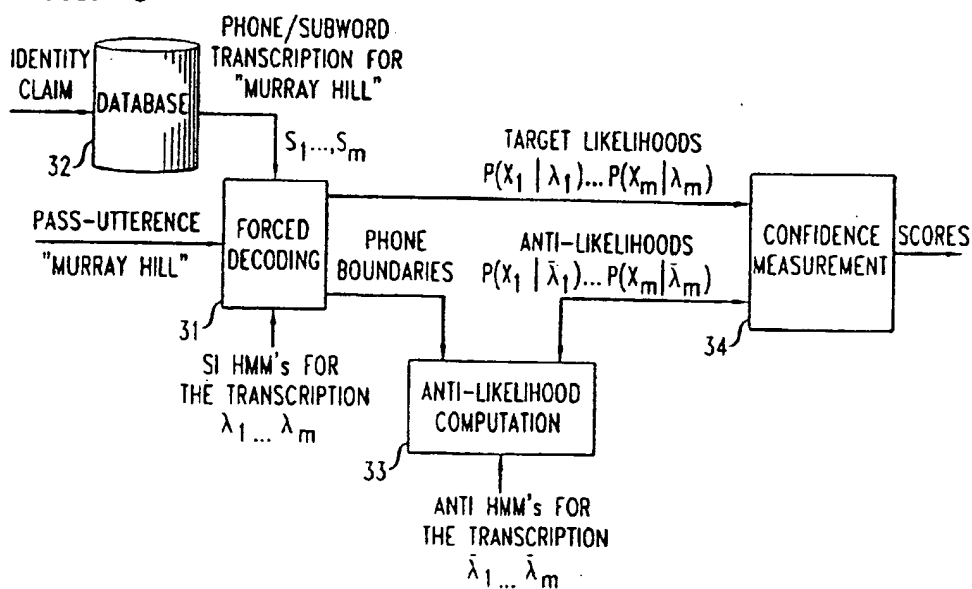 IDENTITY
CLAIM
DATABASE
32
PHONE/SUBWORD
TRANSCRIPTION FOR
"MURRAY HILL"
S1...,Sm
PASS-UTTERENCE
"MURRAY HILL"
FORCED
DECODING
31
SI HMM's FOR
THE TRANSCRIPTION
λ1... λm
PHONE
BOUNDARIES
TARGET LIKELIHOODS
P(X1 | λ1)... P(Xm|λm)
ANTI-LIKELIHOODS
P(X1 | λ̄1)... P(Xm|λ̄m)
ANTI-LIKELIHOOD
COMPUTATION
33
ANTI HMM's FOR
THE TRANSCRIPTION
λ̄1... λ̄m
CONFIDENCE
MEASUREMENT
34
SCORES